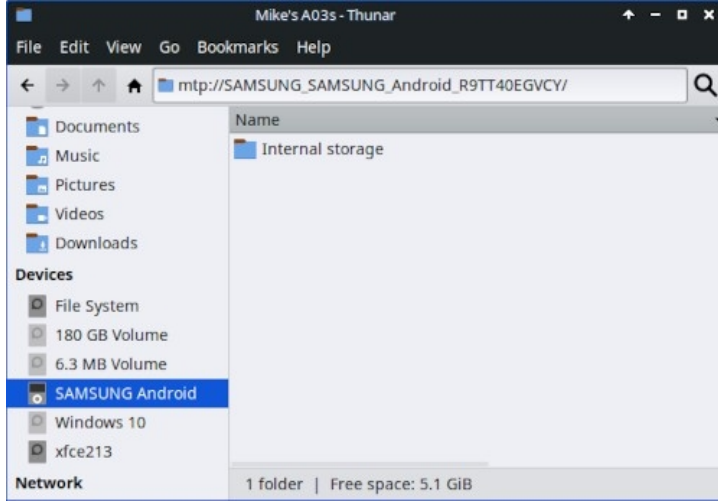 Mike's A03s - Thunar
File Edit View Go Bookmarks Help
mtp://SAMSUNG_SAMSUNG_Android_R9TT40EGVCY/
Documents
Music
Pictures
Videos
Downloads
Devices
File System
180 GB Volume
6.3 MB Volume
SAMSUNG Android
Windows 10
xfce213
Network
Name
Internal storage
1 folder | Free space: 5.1 GiB